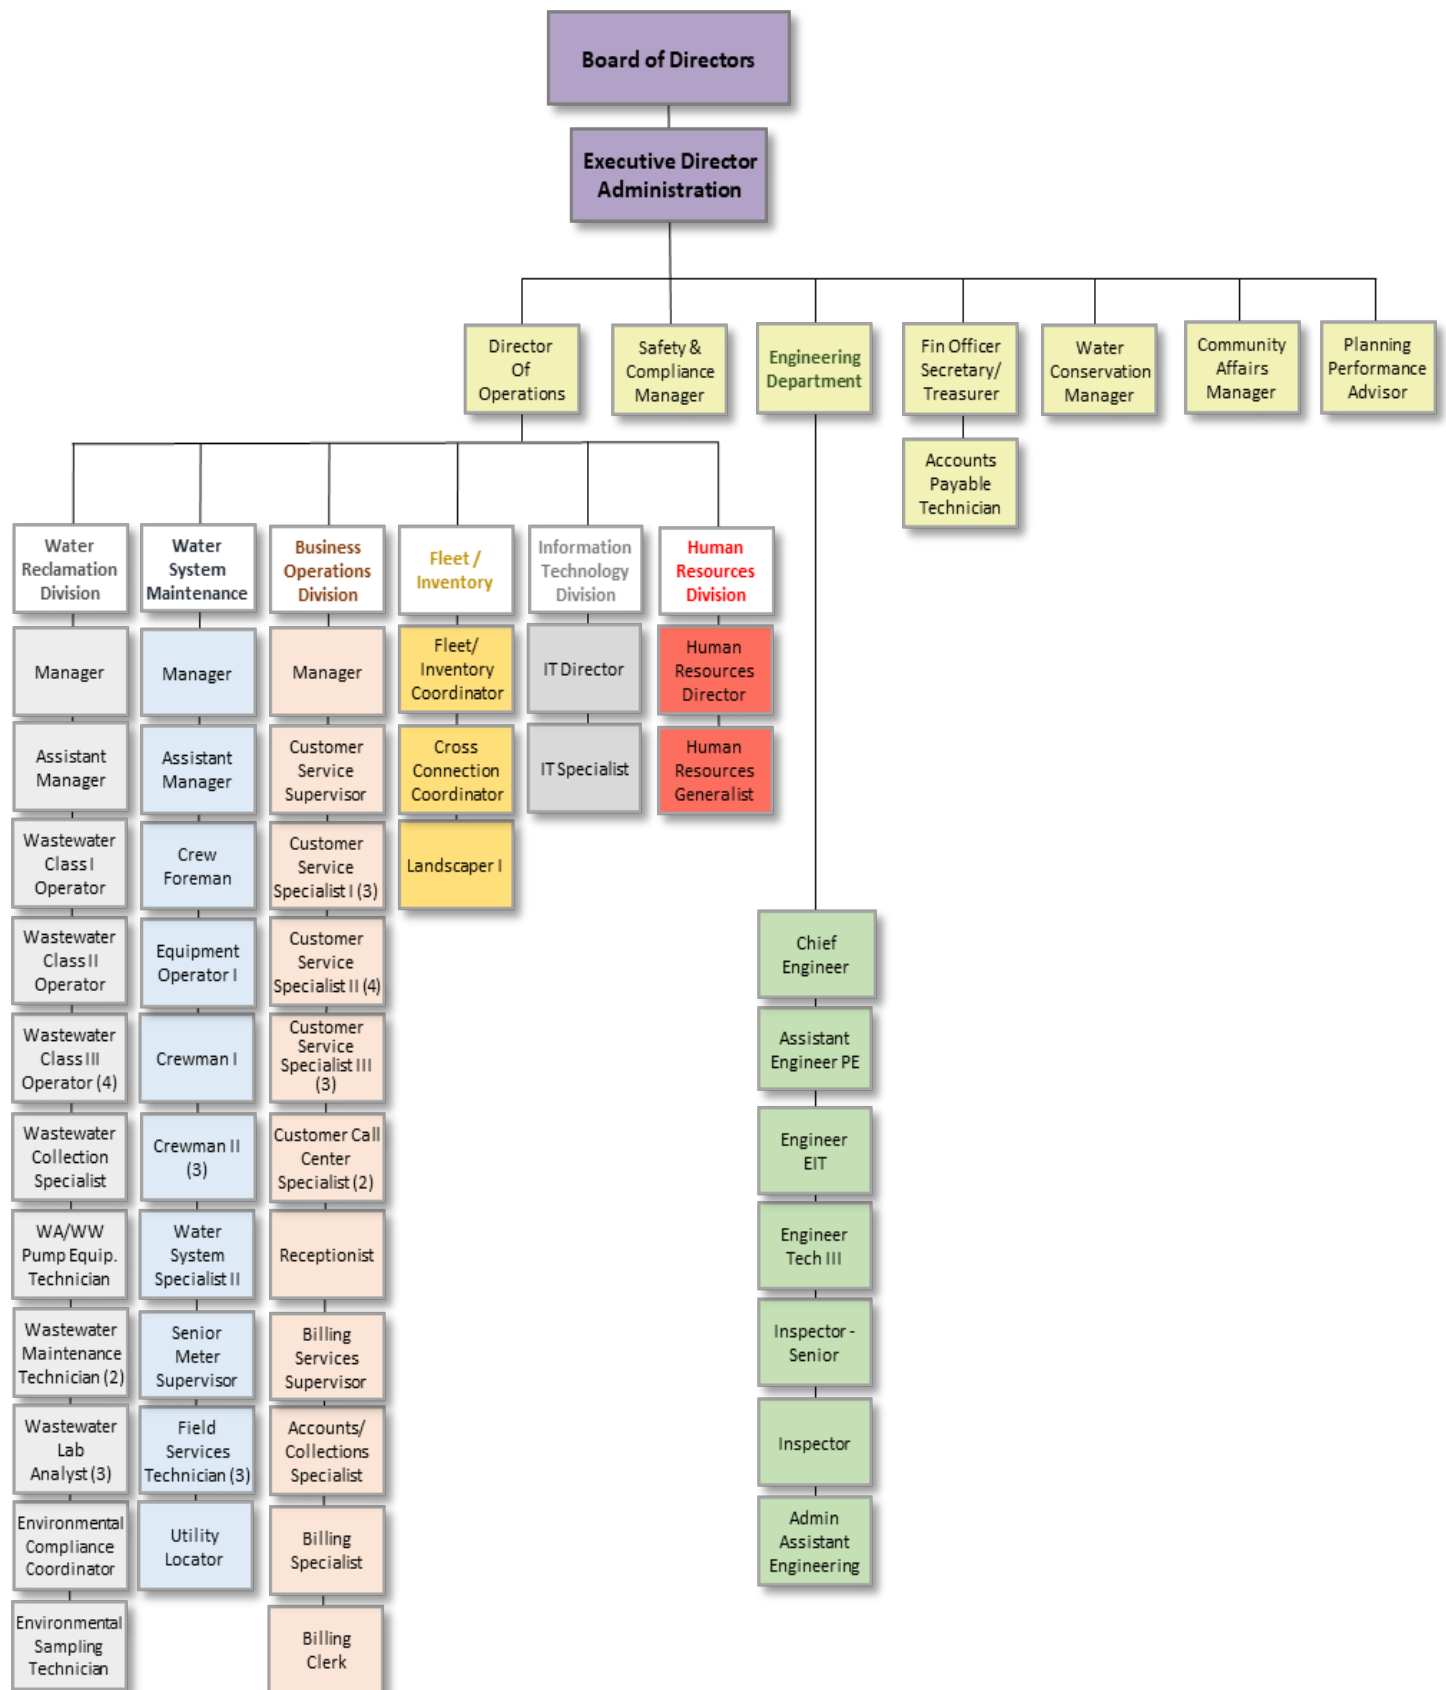 Board of Directors
Executive Director
Administration
Director
Of
Operations
Safety &
Compliance
Manager
Engineering
Department
Fin Officer
Secretary/
Treasurer
Water
Conservation
Manager
Community
Affairs
Manager
Planning
Performance
Advisor
Accounts
Payable
Technician
Water
Reclamation
Division
Manager
Assistant
Manager
Wastewater
Class I
Operator
Wastewater
Class II
Operator
Wastewater
Class III
Operator (4)
Wastewater
Collection
Specialist
WA/WW
Pump Equip.
Technician
Wastewater
Maintenance
Technician (2)
Wastewater
Lab
Analyst (3)
Environmental
Compliance
Coordinator
Environmental
Sampling
Technician
Water
System
Maintenance
Manager
Assistant
Manager
Crew
Foreman
Equipment
Operator I
Crewman I
Crewman II
(3)
Water
System
Specialist II
Senior
Meter
Supervisor
Field
Services
Technician (3)
Utility
Locator
Business
Operations
Division
Manager
Customer
Service
Supervisor
Customer
Service
Specialist I (3)
Customer
Service
Specialist II (4)
Customer
Service
Specialist III
(3)
Customer Call
Center
Specialist (2)
Receptionist
Billing
Services
Supervisor
Accounts/
Collections
Specialist
Billing
Specialist
Billing
Clerk
Fleet /
Inventory
Fleet/
Inventory
Coordinator
Cross
Connection
Coordinator
Landscaper I
Information
Technology
Division
IT Director
IT Specialist
Human
Resources
Division
Human
Resources
Director
Human
Resources
Generalist
Chief
Engineer
Assistant
Engineer PE
Engineer
EIT
Engineer
Tech III
Inspector -
Senior
Inspector
Admin
Assistant
Engineering